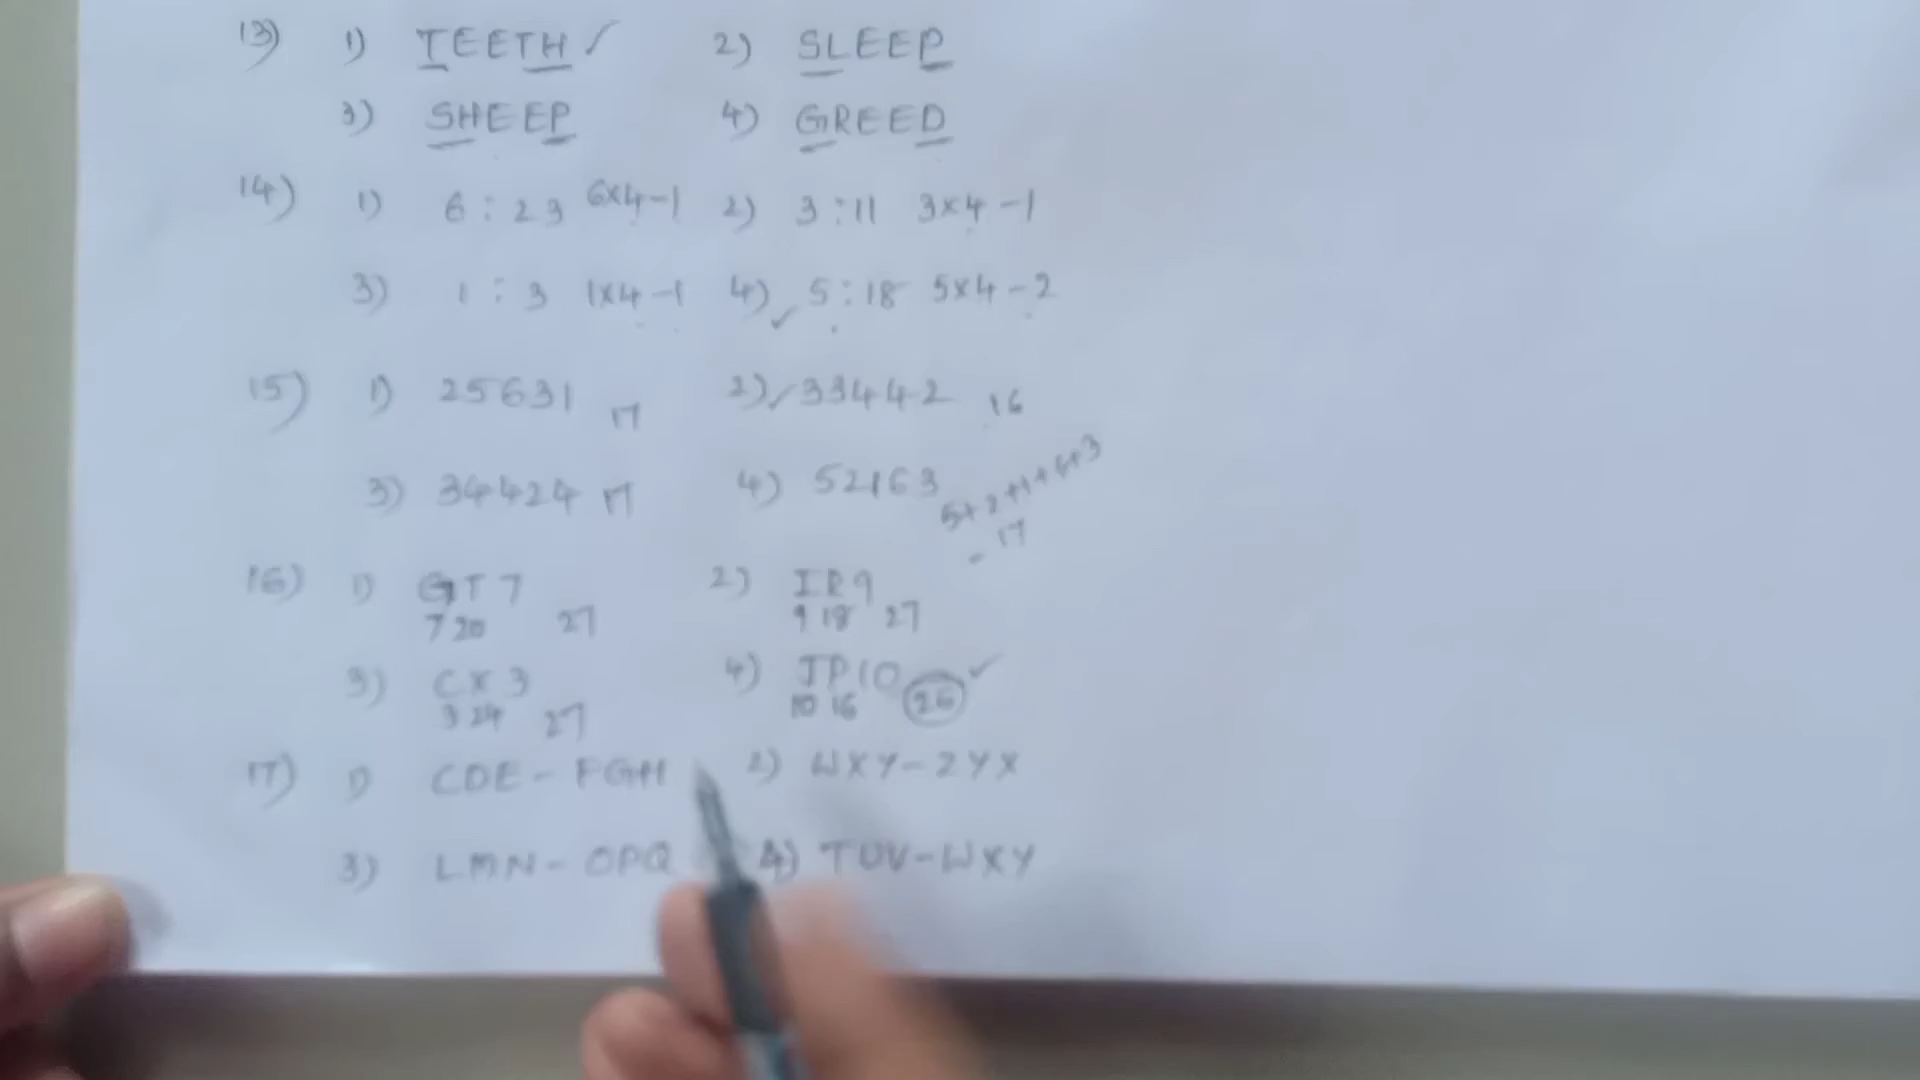 13) 1) TEETH ✓ 2) SLEEP
3) SHEEP 4) GREED
14) 1) 6 : 23 6x4-1 2) 3 : 11 3x4-1
3) 1 : 3 1x4-1 4) ✓ 5 : 18 5x4-2
15) 1) 25631 17 2) ✓ 33442 16
3) 34424 17 4) 52163 5+2+1+6+3
- 17
16) 1) GT7 2) IR9
7 20 27 9 18 27
3) CX3 4) JP10 ✓
3 24 27 10 16 26
17) 1) CDE-FGH 2) WXY-ZYX
3) LMN-OPQ 4) TUV-WXY